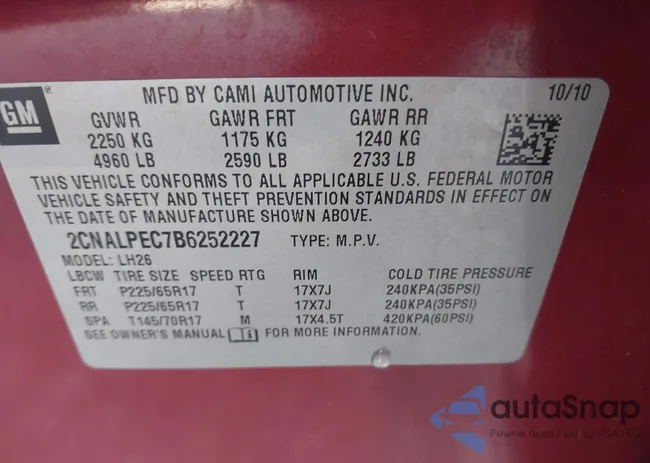 GM
MFD BY CAMI AUTOMOTIVE INC. 10/10
GVWR GAWR FRT GAWR RR
2250 KG 1175 KG 1240 KG
4960 LB 2590 LB 2733 LB
THIS VEHICLE CONFORMS TO ALL APPLICABLE U.S. FEDERAL MOTOR
VEHICLE SAFETY AND THEFT PREVENTION STANDARDS IN EFFECT ON
THE DATE OF MANUFACTURE SHOWN ABOVE.
2CNALPEC7B6252227 TYPE: M.P.V.
MODEL: LH26
LBCW TIRE SIZE SPEED RTG RIM COLD TIRE PRESSURE
FRT P225/65R17 T 17X7J 240KPA(35PSI)
RR P225/65R17 T 17X7J 240KPA(35PSI)
SPA T145/70R17 M 17X4.5T 420KPA(60PSI)
SEE OWNER'S MANUAL FOR MORE INFORMATION.
autaSnap
Pewne auta z